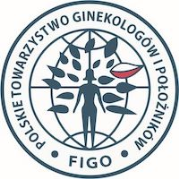 POLSKIE TOWARZYSTWO GINEKOLOGÓW I POŁOŻNIKÓW
• FIGO •